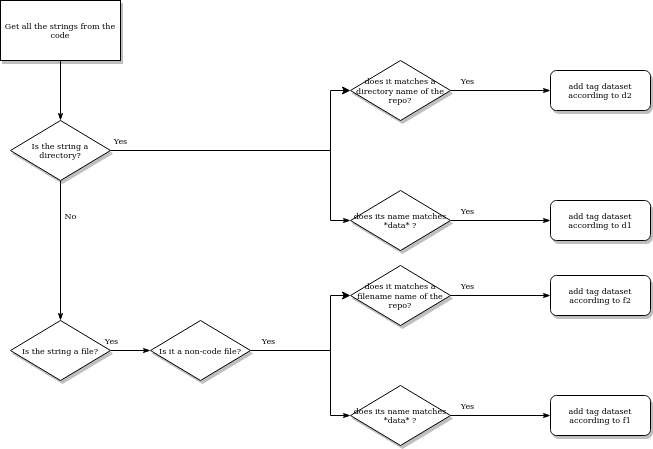 Get all the strings from the
code
does it matches a
directory name of the
repo?
Yes
add tag dataset
according to d2
Is the string a
directory?
Yes
No
does its name matches
*data* ?
Yes
add tag dataset
according to d1
does it matches a
filename name of the
repo?
Yes
add tag dataset
according to f2
Is the string a file?
Yes
Is it a non-code file?
Yes
does its name matches
*data* ?
Yes
add tag dataset
according to f1